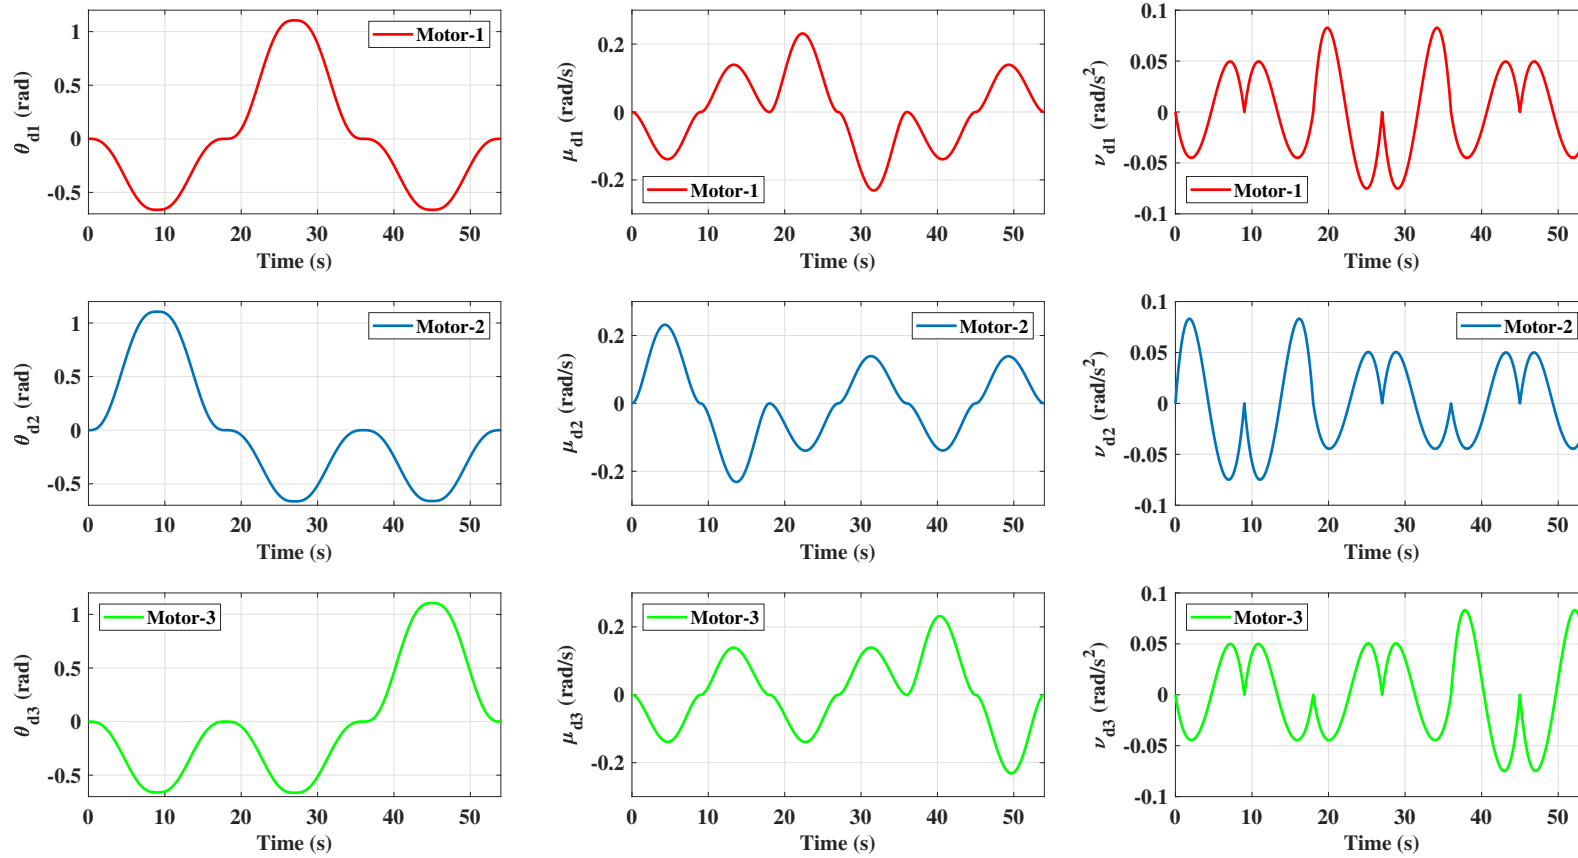 θd1 (rad)
1
0.5
0
-0.5
Motor-1
0 10 20 30 40 50
Time (s)
μd1 (rad/s)
0.2
0
-0.2
Motor-1
0 10 20 30 40 50
Time (s)
νd1 (rad/s²)
0.1
0.05
0
-0.05
-0.1
Motor-1
0 10 20 30 40 50
Time (s)
θd2 (rad)
1
0.5
0
-0.5
Motor-2
0 10 20 30 40 50
Time (s)
μd2 (rad/s)
0.2
0
-0.2
Motor-2
0 10 20 30 40 50
Time (s)
νd2 (rad/s²)
0.1
0.05
0
-0.05
-0.1
Motor-2
0 10 20 30 40 50
Time (s)
θd3 (rad)
1
0.5
0
-0.5
Motor-3
0 10 20 30 40 50
Time (s)
μd3 (rad/s)
0.2
0
-0.2
Motor-3
0 10 20 30 40 50
Time (s)
νd3 (rad/s²)
0.1
0.05
0
-0.05
-0.1
Motor-3
0 10 20 30 40 50
Time (s)